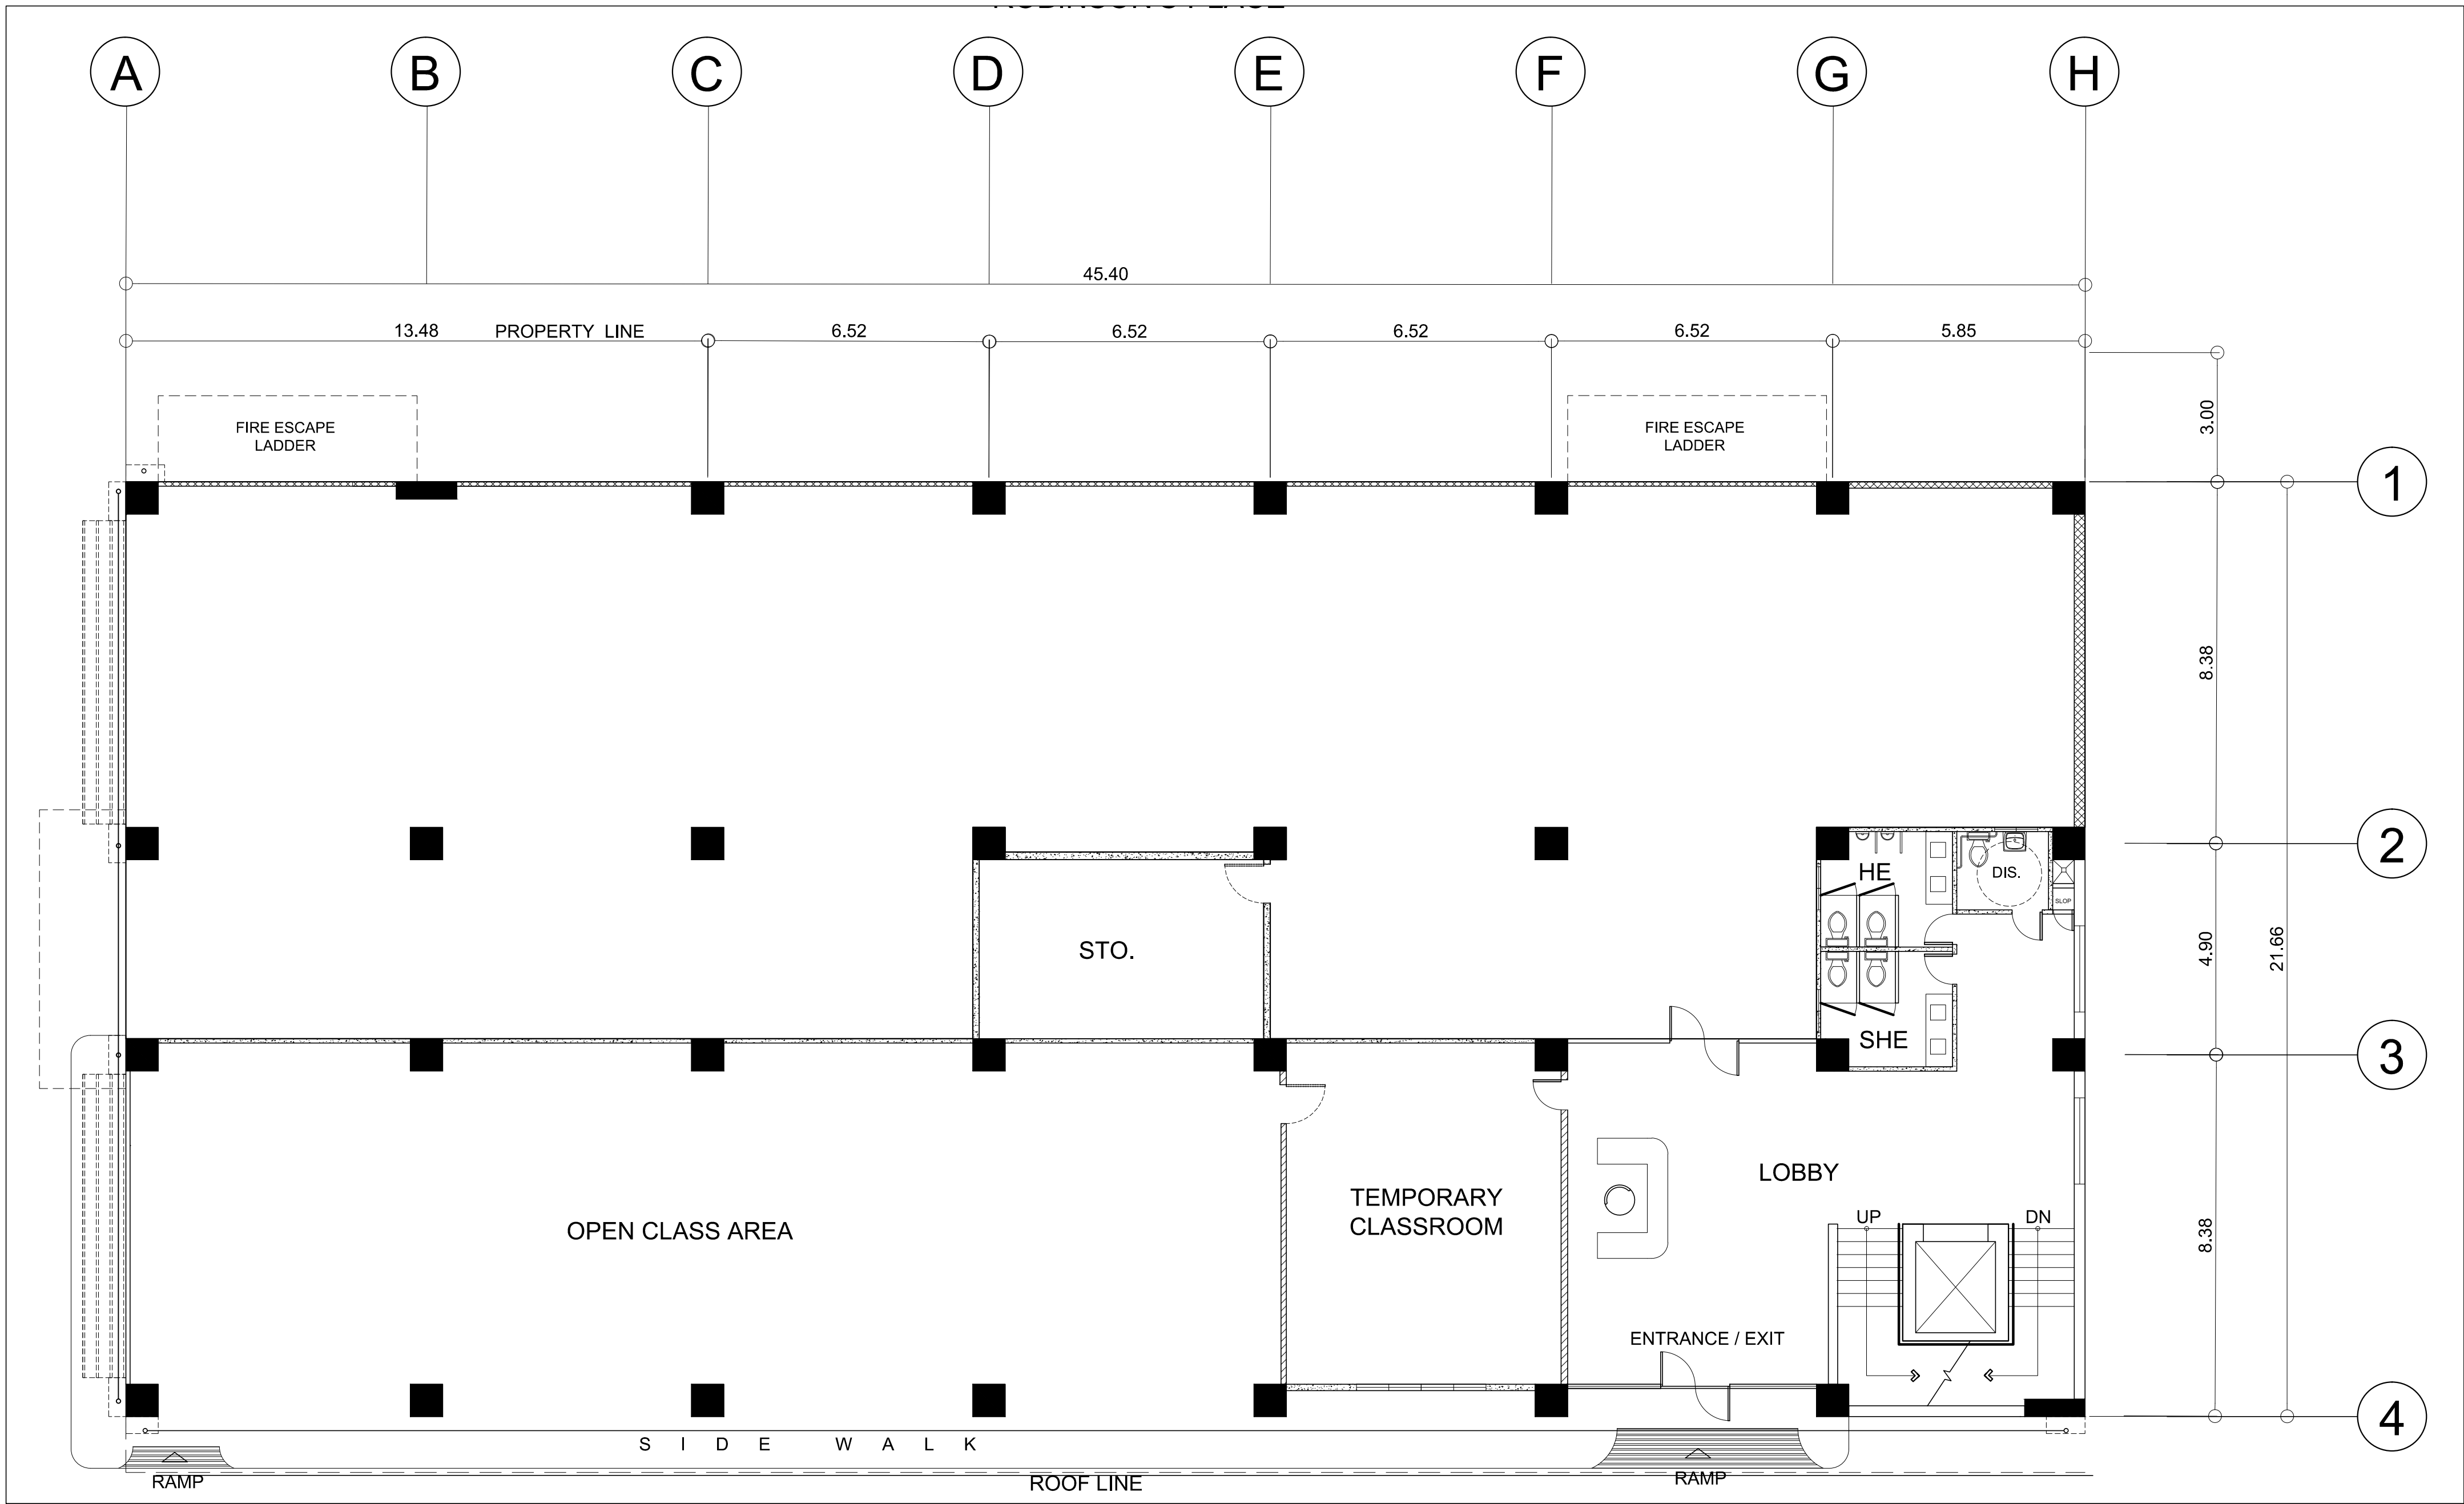 A B C D E F G H
45.40
13.48 PROPERTY LINE 6.52 6.52 6.52 6.52 5.85
3.00
FIRE ESCAPE
LADDER
FIRE ESCAPE
LADDER
1
8.38
2
HE
DIS.
SLOP
STO.
4.90
21.66
SHE
3
LOBBY
TEMPORARY
CLASSROOM
OPEN CLASS AREA
UP
DN
8.38
ENTRANCE / EXIT
4
SIDE WALK
RAMP
RAMP
ROOF LINE